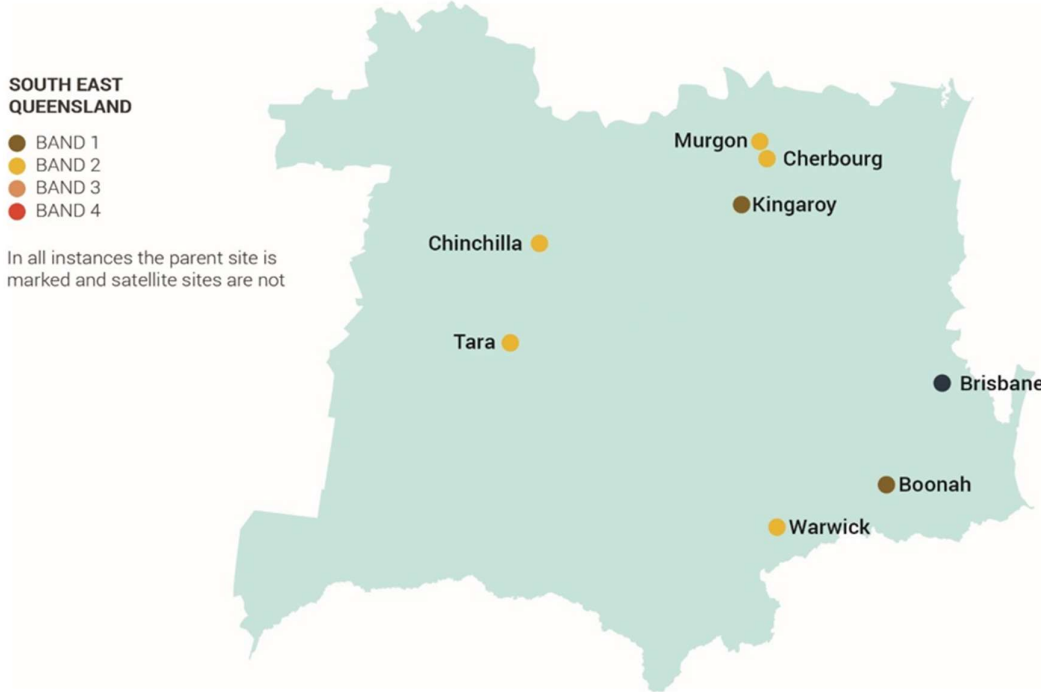 SOUTH EAST
QUEENSLAND
BAND 1
BAND 2
BAND 3
BAND 4
In all instances the parent site is
marked and satellite sites are not
Murgon
Cherbourg
Kingaroy
Chinchilla
Tara
Brisbane
Boonah
Warwick